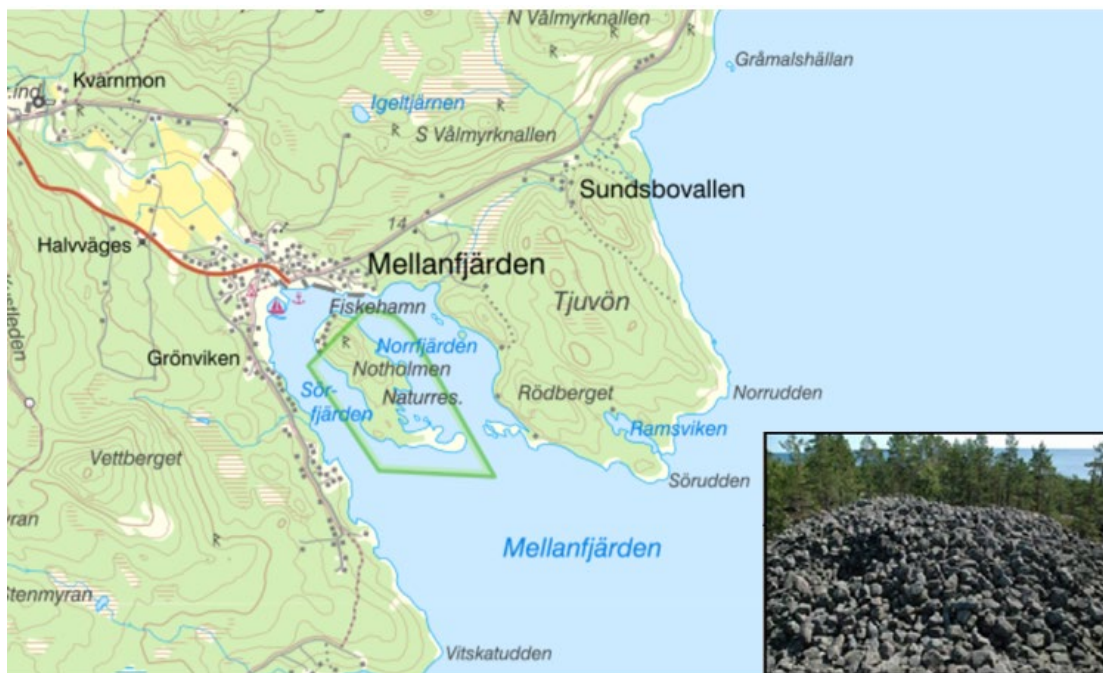 N Vålmyrknallen
Gråmalshällan
Kvarnmon
Igeltjärnen
S Vålmyrknallen
Sundsbovallen
14
Halvväges
Mellanfjärden
Tjuvön
Fiskehamn
Grönviken
Norrfjärden
Notholmen
Naturres.
Sör-
fjärden
Rödberget
Norrudden
Ramsviken
Vettberget
Sörudden
Mellanfjärden
Stenmyran
Vitskatudden